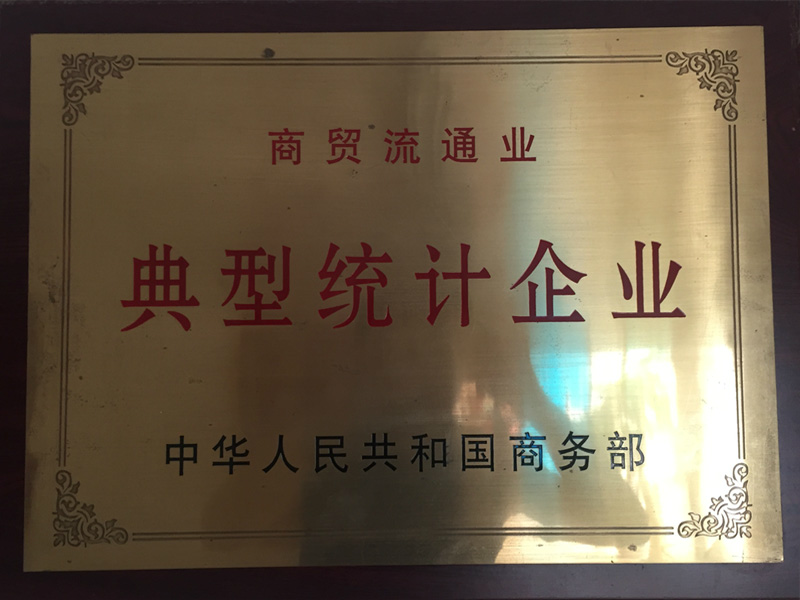 商贸流通业
典型统计企业
中华人民共和国商务部